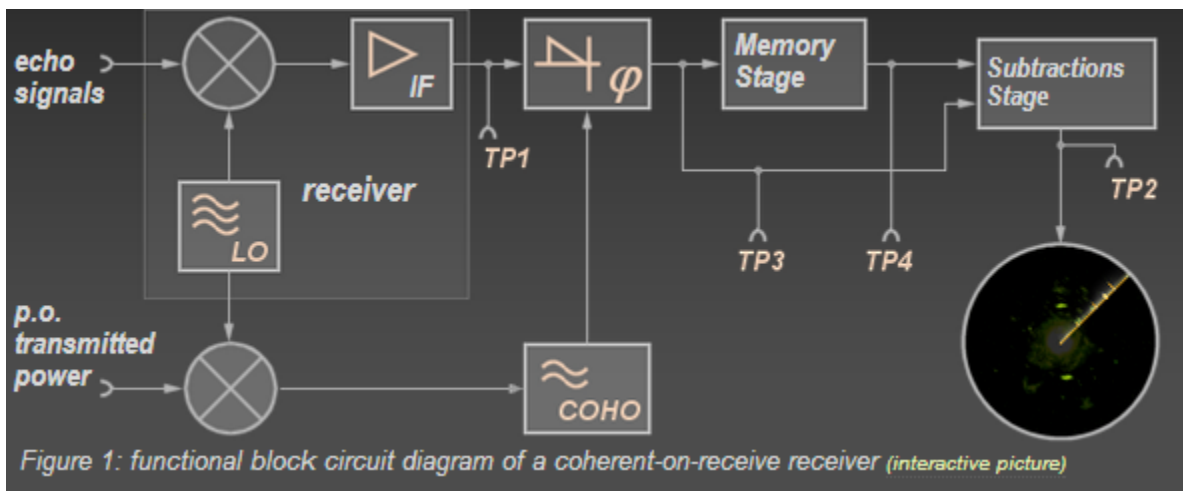 echo
signals
IF
φ
Memory
Stage
Subtractions
Stage
TP1
TP2
receiver
LO
TP3
TP4
p.o.
transmitted
power
COHO
Figure 1: functional block circuit diagram of a coherent-on-receive receiver (interactive picture)